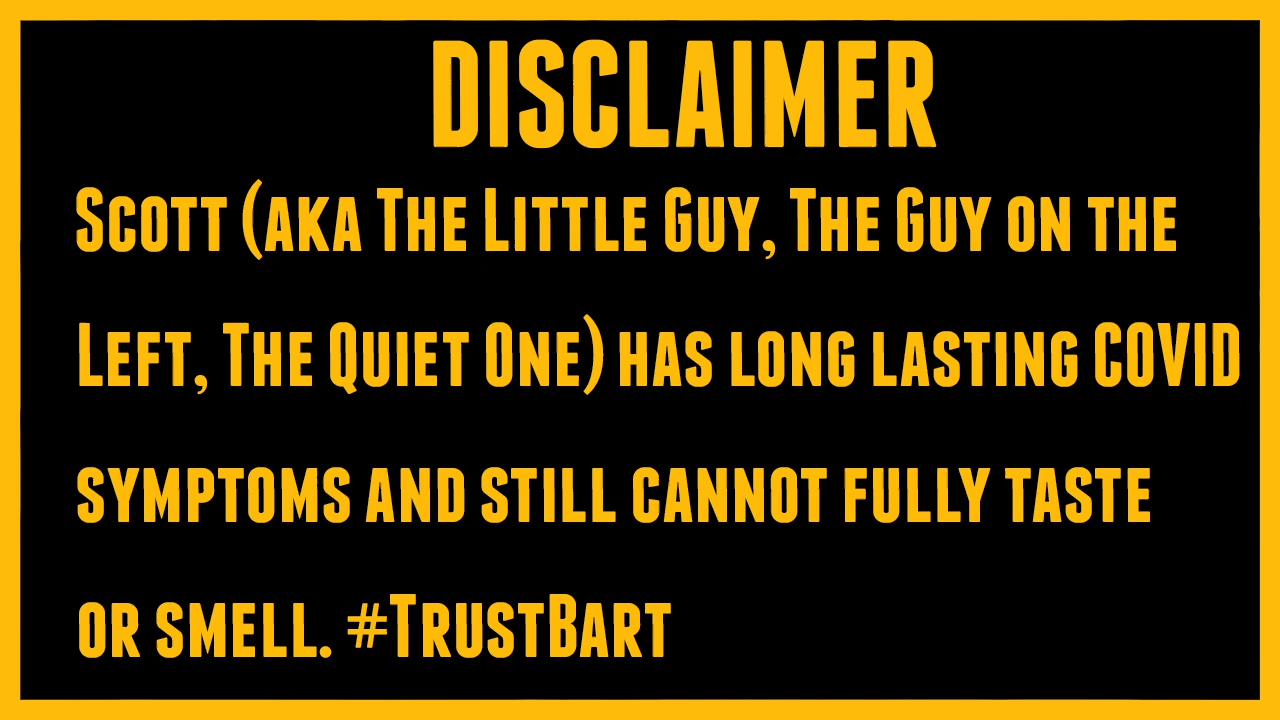 DISCLAIMER
Scott (aka The Little Guy, The Guy on the
Left, The Quiet One) has long lasting COVID
symptoms and still cannot fully taste
or smell. #TrustBart